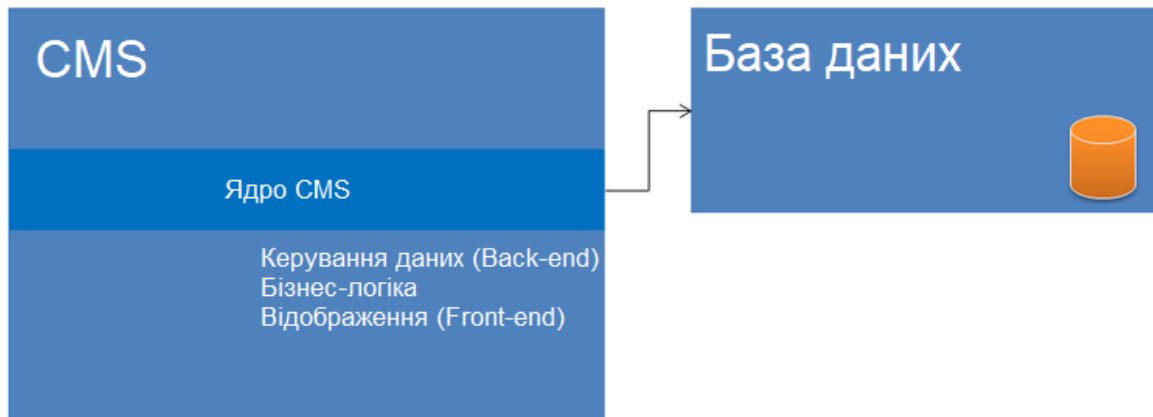 CMS
База даних
Ядро CMS
Керування даних (Back-end)
Бізнес-логіка
Відображення (Front-end)